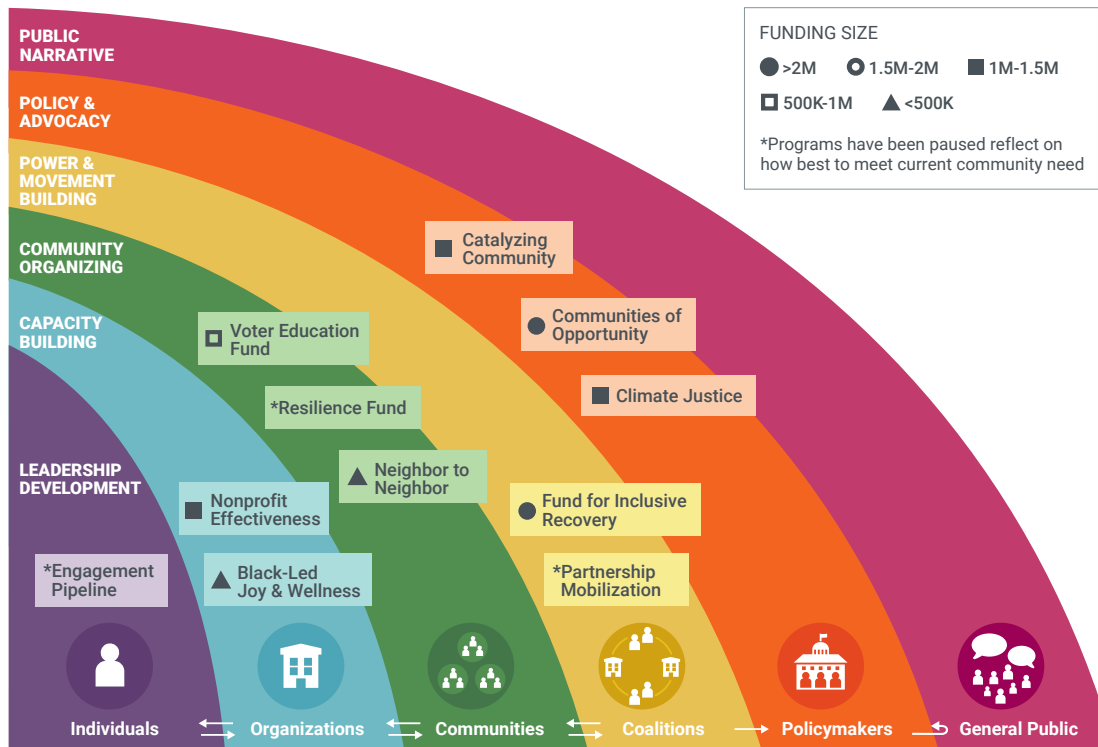 PUBLIC
NARRATIVE
POLICY &
ADVOCACY
POWER &
MOVEMENT
BUILDING
COMMUNITY
ORGANIZING
CAPACITY
BUILDING
LEADERSHIP
DEVELOPMENT
FUNDING SIZE
>2M
1.5M-2M
1M-1.5M
500K-1M
<500K
*Programs have been paused reflect on
how best to meet current community need
Catalyzing
Community
Communities of
Opportunity
Climate Justice
Voter Education
Fund
*Resilience Fund
Neighbor to
Neighbor
Nonprofit
Effectiveness
Fund for Inclusive
Recovery
*Engagement
Pipeline
Black-Led
Joy & Wellness
*Partnership
Mobilization
Individuals
Organizations
Communities
Coalitions
Policymakers
General Public